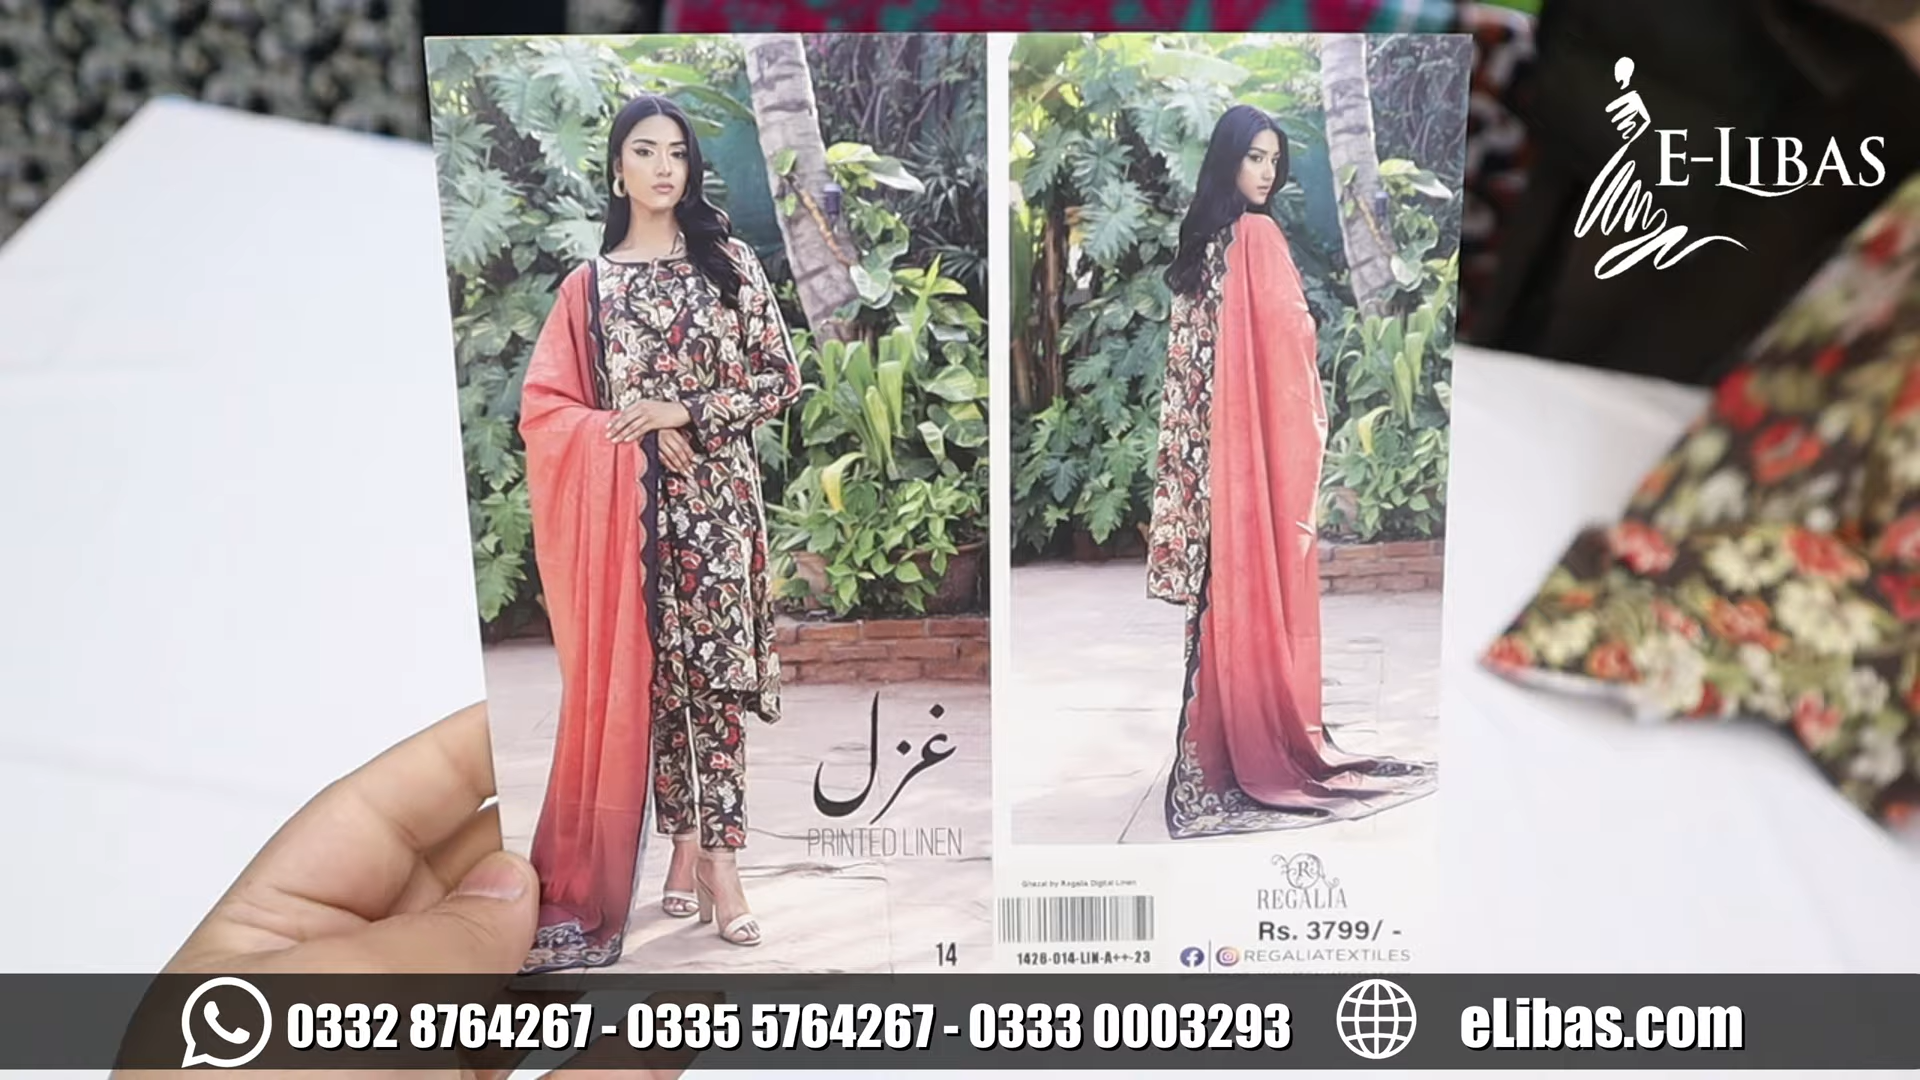 E-LIBAS
غزل
PRINTED LINEN
14
Ghazal by Regalia Digital Linen
1428-014-LIN-A++-23
R
REGALIA
Rs. 3799/-
REGALIATEXTILES
0332 8764267 - 0335 5764267 - 0333 0003293
eLibas.com